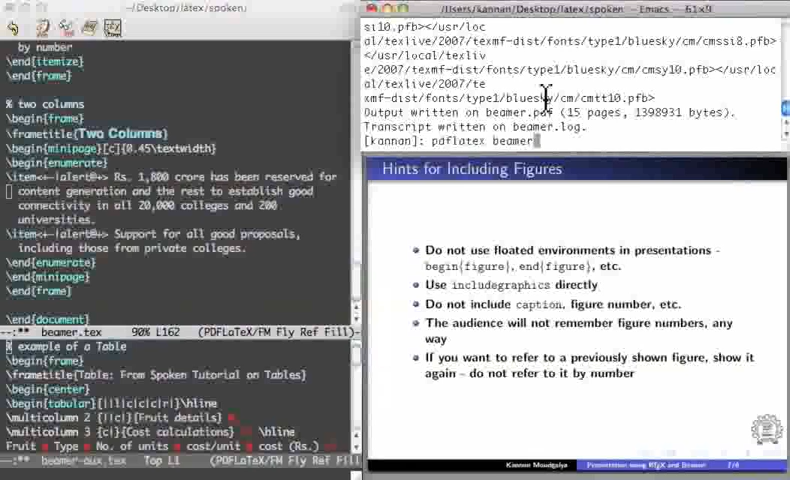 /Users/kannan/Desktop/latex/spoken/
by number
\end{itemize}
\end{frame}
% two columns
\begin{frame}
\frametitle{Two Columns}
\begin{minipage}[c]{0.45\textwidth}
\begin{enumerate}
\item<+-|alert@+> Rs. 1,800 crore has been reserved for
content generation and the rest to establish good
connectivity in all 20,000 colleges and 200
universities.
\item<+-|alert@+> Support for all good proposals,
including those from private colleges.
\end{enumerate}
\end{minipage}
\end{frame}
\end{document}
--:** beamer.tex 90% L162 (PDFLaTeX/FM Fly Ref Fill)
% example of a Table
\begin{frame}
\frametitle{Table: From Spoken Tutorial on Tables}
\begin{center}
\begin{tabular}{||l|c|c|c|r|}\hline
\multicolumn 2 {|l|c|}{Fruit details}
\multicolumn 3 {c|}{Cost calculations} \hline
Fruit Type No. of units cost/unit cost (Rs.)
--:** beamer-aux.tex Top L1 (PDFLaTeX/FM Fly Ref Fill
/Users/kannan/Desktop/latex/spoken — Emacs — 61×9
si10.pfb></usr/loc
al/texlive/2007/texmf-dist/fonts/type1/bluesky/cm/cmssi8.pfb>
</usr/local/texliv
e/2007/texmf-dist/fonts/type1/bluesky/cm/cmsy10.pfb></usr/loc
al/texlive/2007/te
xmf-dist/fonts/type1/bluesky/cm/cmtt10.pfb>
Output written on beamer.pdf (15 pages, 1398931 bytes).
Transcript written on beamer.log.
[kannan]: pdflatex beamer
Hints for Including Figures
Do not use floated environments in presentations -
begin{figure}, end{figure}, etc.
Use includegraphics directly
Do not include caption, figure number, etc.
The audience will not remember figure numbers, any
way
If you want to refer to a previously shown figure, show it
again – do not refer to it by number
Kannan Moudgalya Presentation using LaTeX and Beamer 7/8